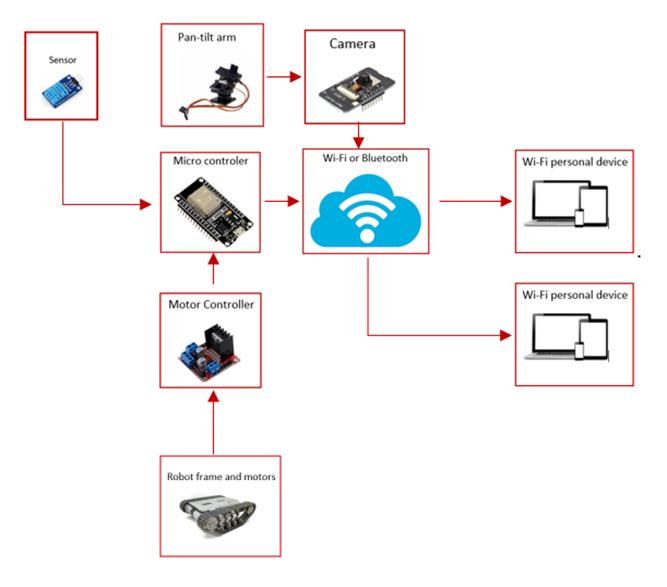 Pan-tilt arm
Camera
Sensor
Micro controler
Wi-Fi or Bluetooth
Wi-Fi personal device
.
Wi-Fi personal device
Motor Controller
Robot frame and motors